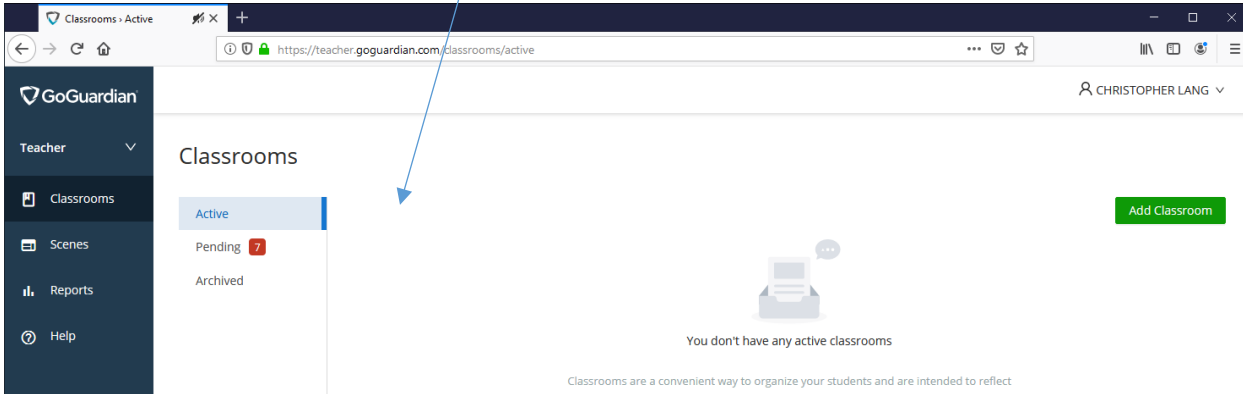 Classrooms › Active
https://teacher.goguardian.com/classrooms/active
GoGuardian
CHRISTOPHER LANG
Teacher
Classrooms
Scenes
Reports
Help
Classrooms
Active
Pending 7
Archived
Add Classroom
You don't have any active classrooms
Classrooms are a convenient way to organize your students and are intended to reflect